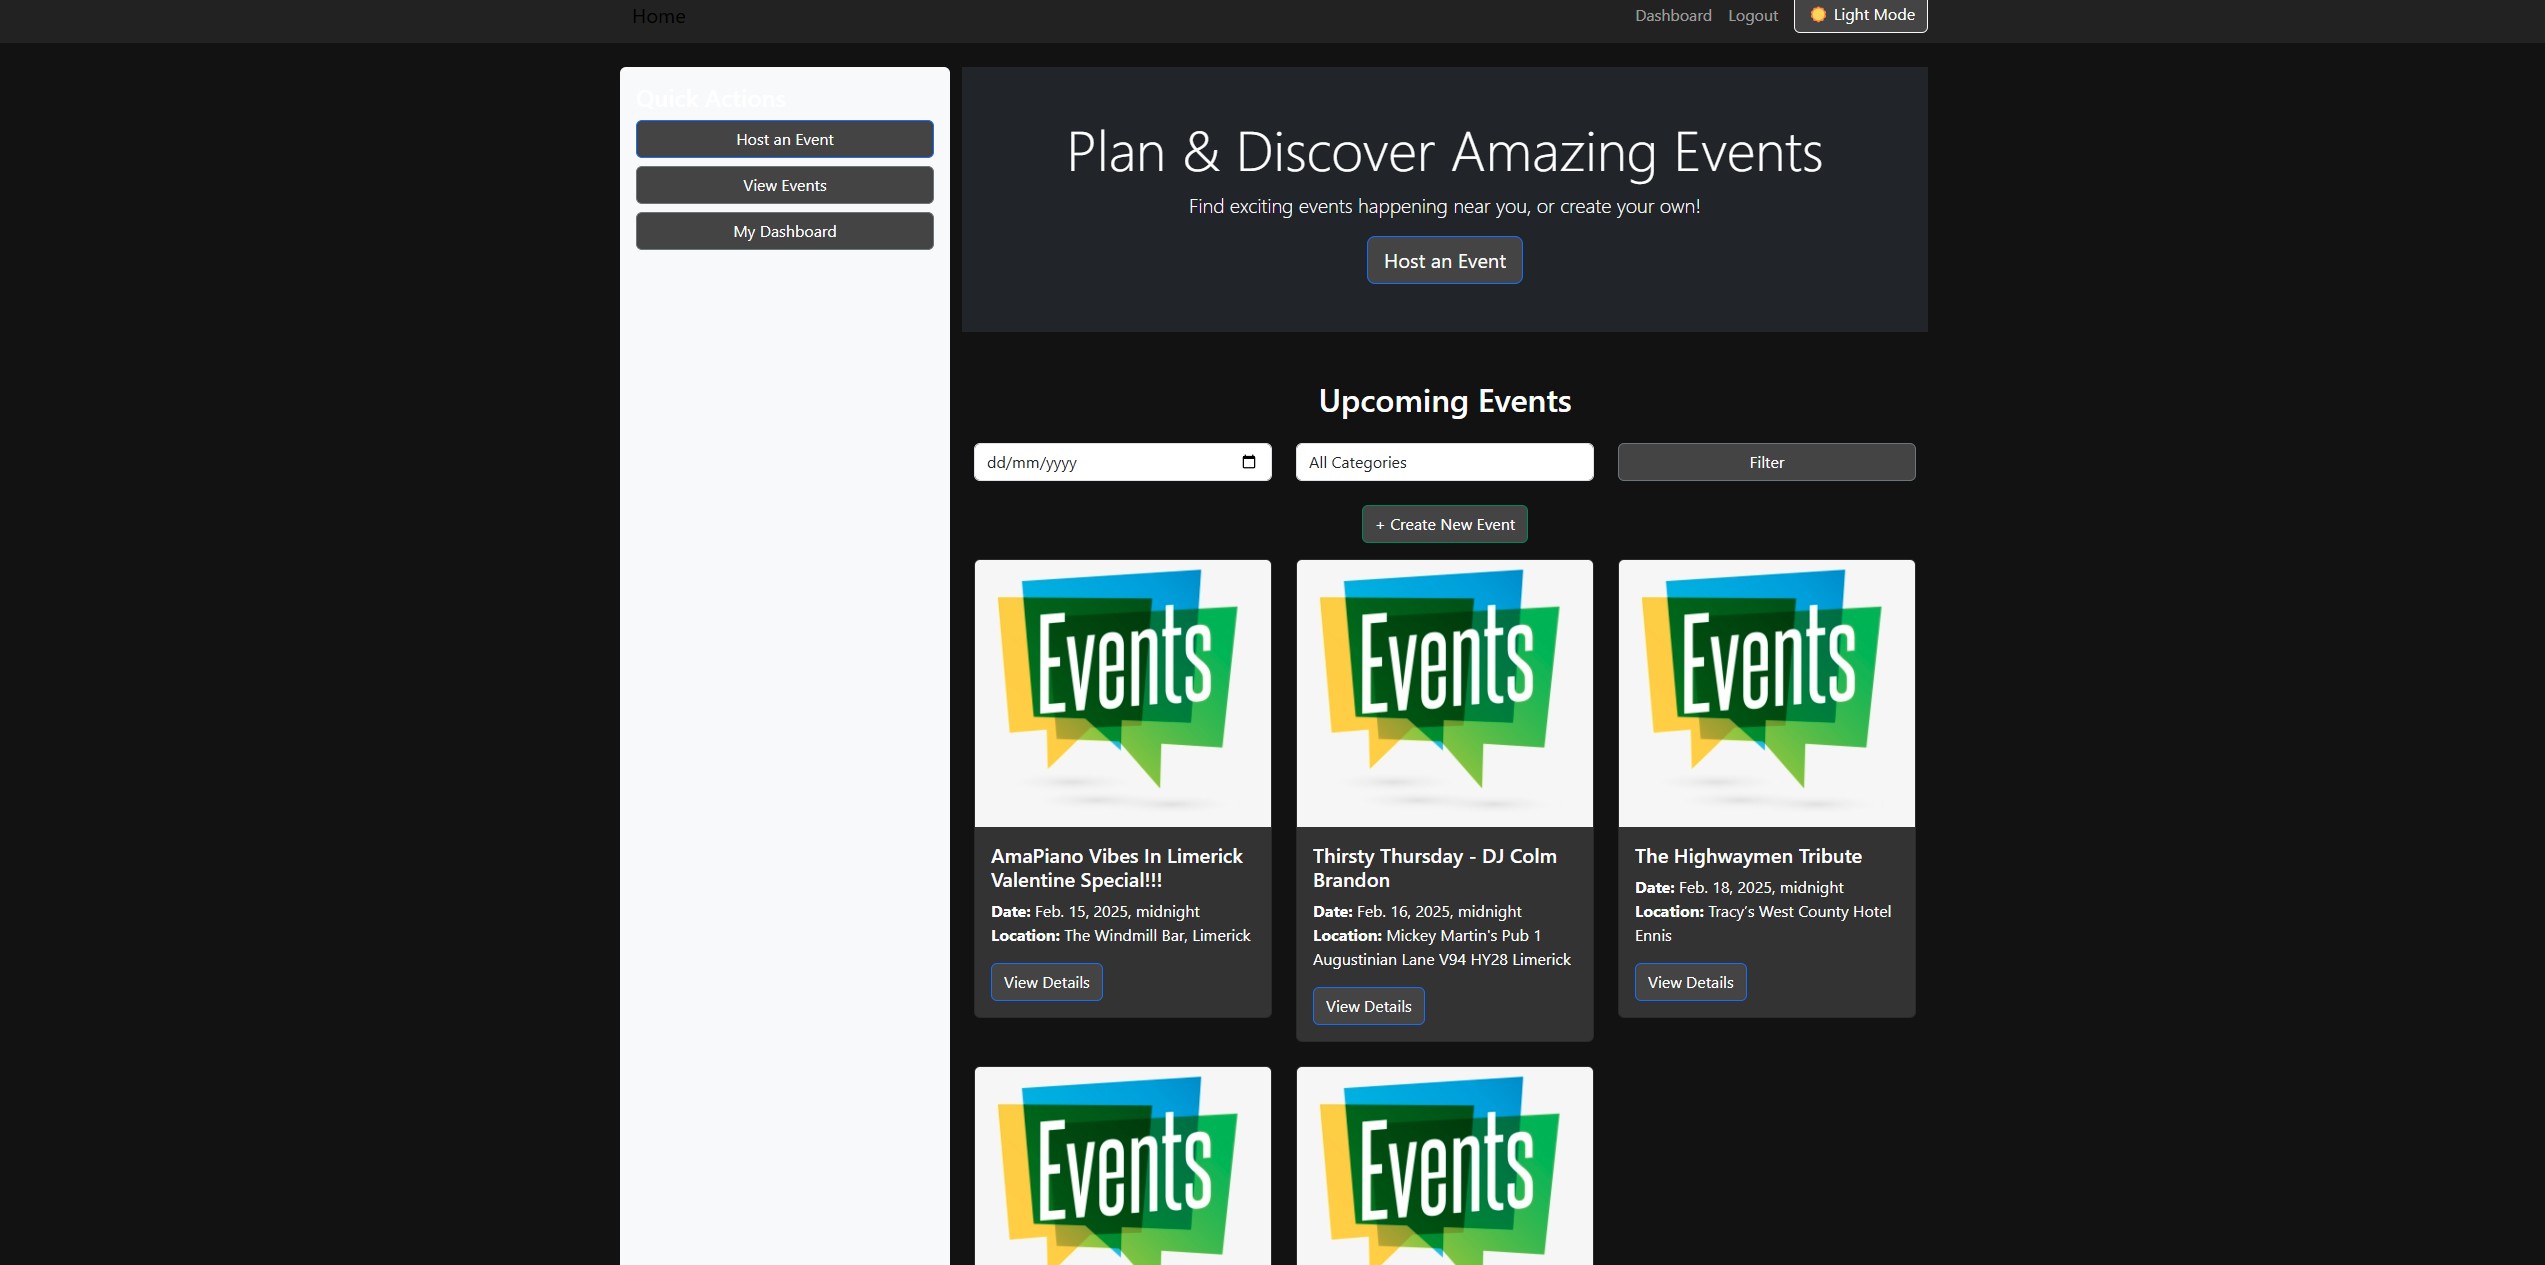 Home
Dashboard
Logout
Light Mode
Quick Actions
Host an Event
View Events
My Dashboard
Plan & Discover Amazing Events
Find exciting events happening near you, or create your own!
Host an Event
Upcoming Events
dd/mm/yyyy
All Categories
Filter
+ Create New Event
Events
AmaPiano Vibes In Limerick
Valentine Special!!!
Date: Feb. 15, 2025, midnight
Location: The Windmill Bar, Limerick
View Details
Events
Thirsty Thursday - DJ Colm
Brandon
Date: Feb. 16, 2025, midnight
Location: Mickey Martin's Pub 1
Augustinian Lane V94 HY28 Limerick
View Details
Events
The Highwaymen Tribute
Date: Feb. 18, 2025, midnight
Location: Tracy’s West County Hotel
Ennis
View Details
Events
Events